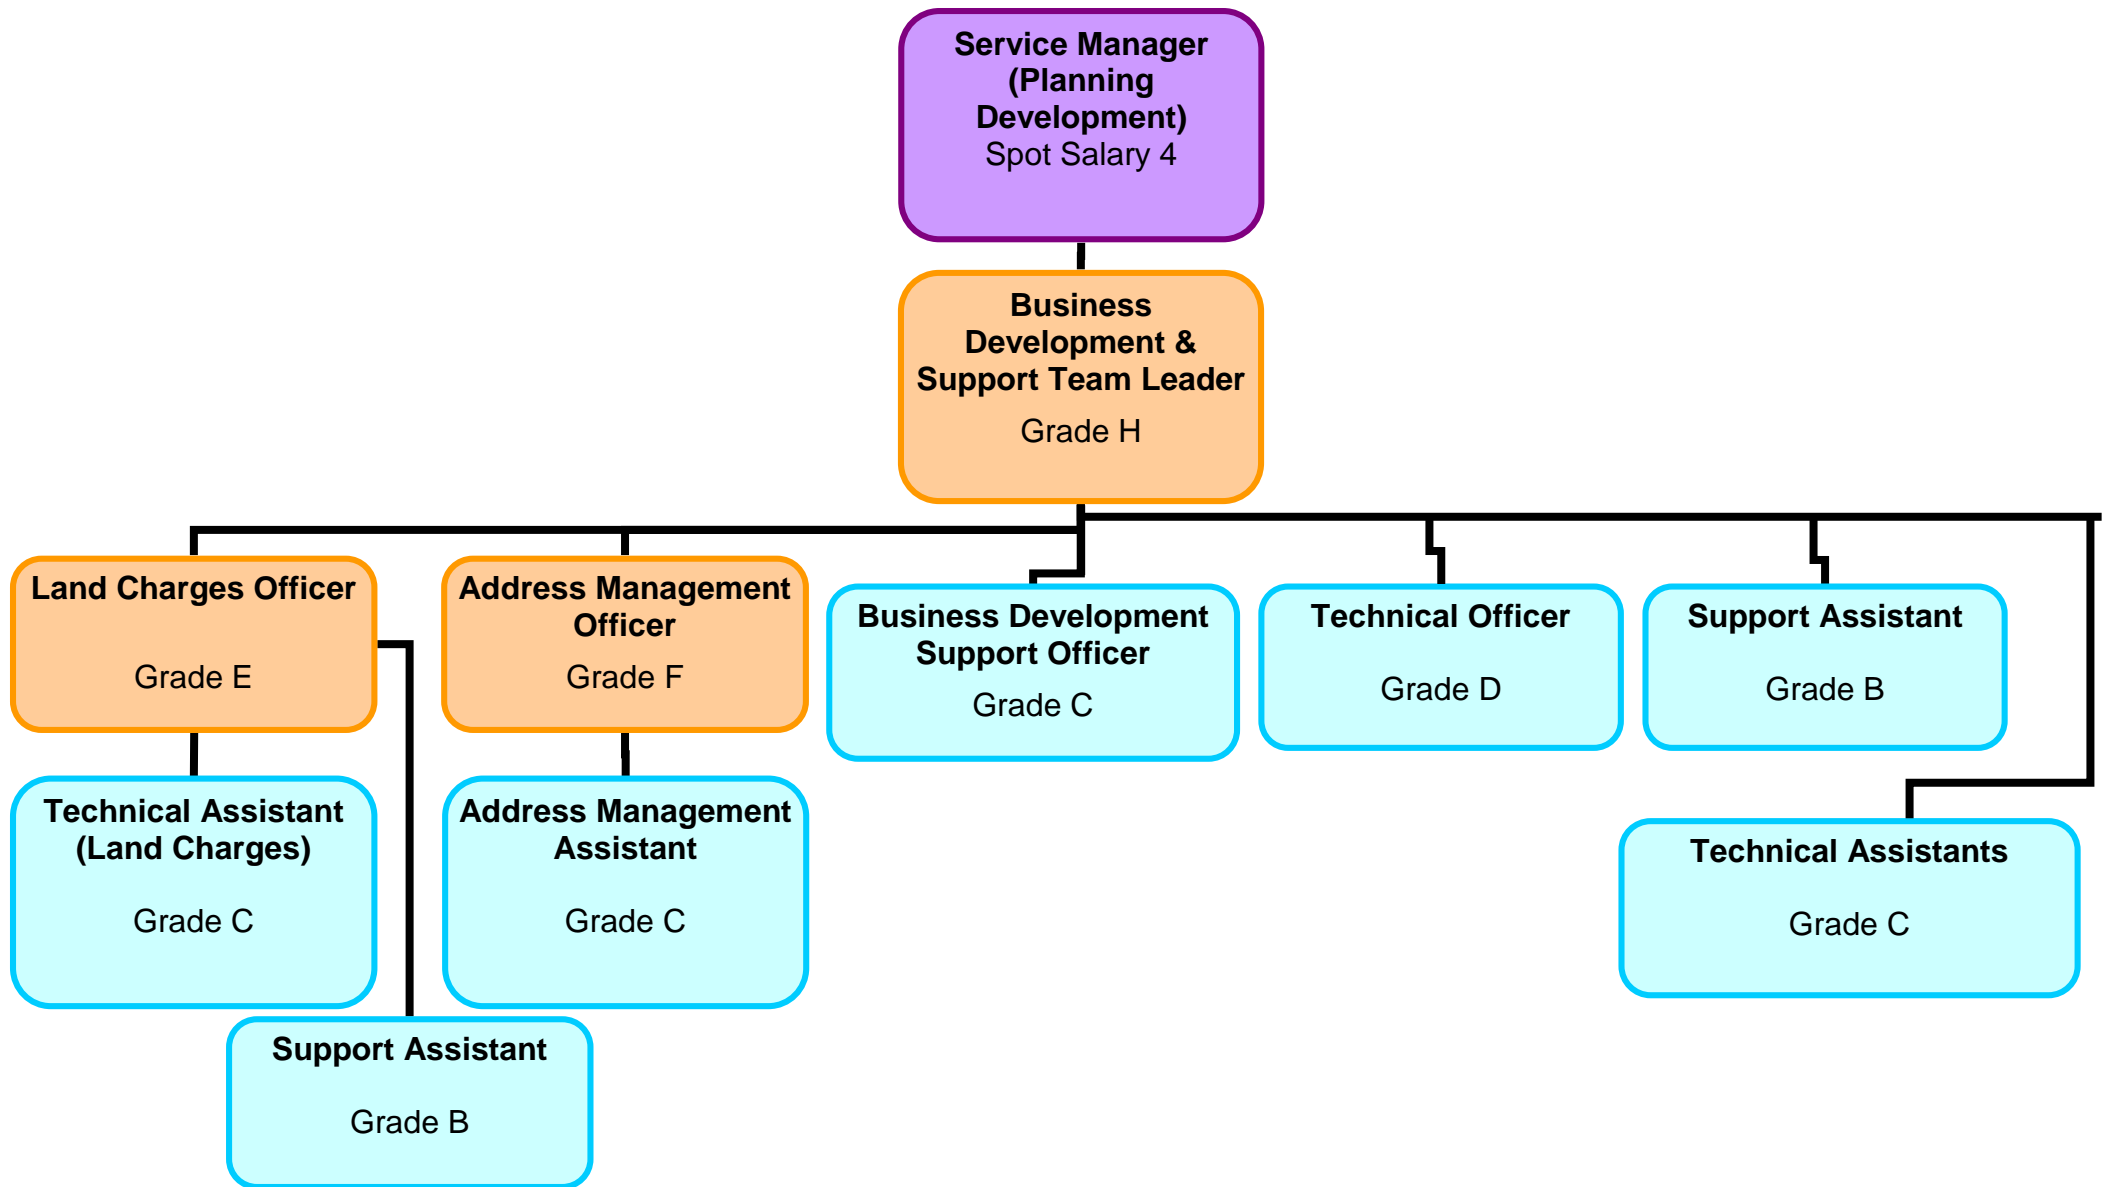 Service Manager
(Planning
Development)
Spot Salary 4
Business
Development &
Support Team Leader
Grade H
Land Charges Officer
Grade E
Address Management
Officer
Grade F
Business Development
Support Officer
Grade C
Technical Officer
Grade D
Support Assistant
Grade B
Technical Assistant
(Land Charges)
Grade C
Address Management
Assistant
Grade C
Technical Assistants
Grade C
Support Assistant
Grade B